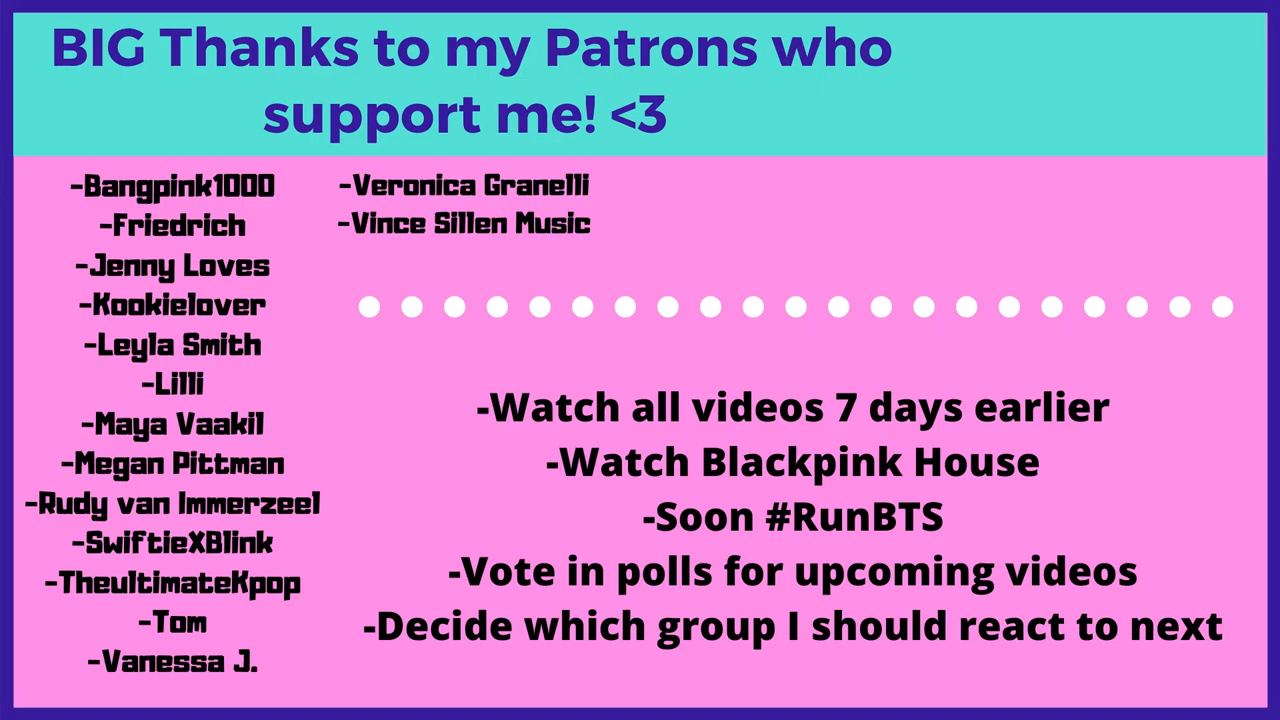 BIG Thanks to my Patrons who
support me! <3
-Bangpink1000
-Friedrich
-Jenny Loves
-Kookielover
-Leyla Smith
-Lilli
-Maya Vaakil
-Megan Pittman
-Rudy van Immerzeel
-SwiftieXBlink
-TheultimateKpop
-Tom
-Vanessa J.
-Veronica Granelli
-Vince Sillen Music
-Watch all videos 7 days earlier
-Watch Blackpink House
-Soon #RunBTS
-Vote in polls for upcoming videos
-Decide which group I should react to next